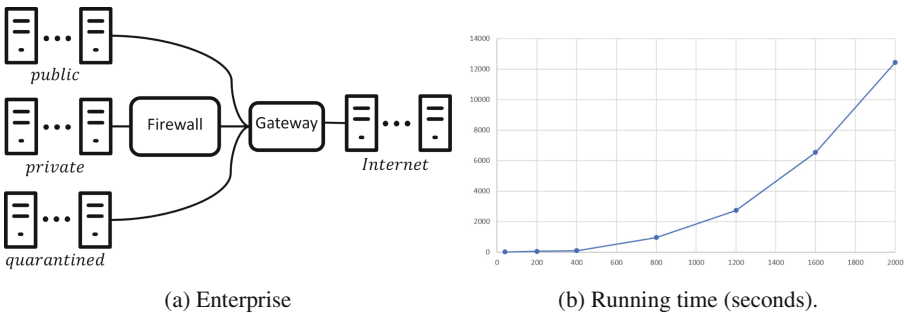 public
Firewall
Gateway
private
Internet
quarantined
(a) Enterprise
14000
12000
10000
8000
6000
4000
2000
0
0 200 400 600 800 1000 1200 1400 1600 1800 2000
(b) Running time (seconds).